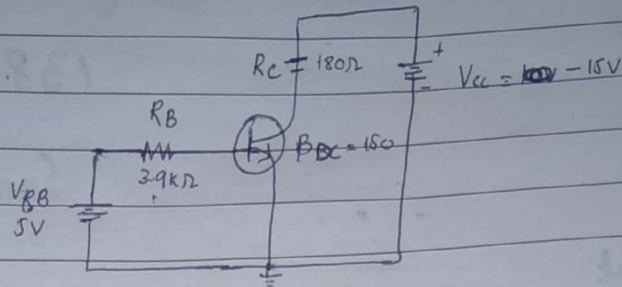 Rc 180Ω
+
-
Vcc = - 15V
RB
3.9kΩ
βDC = 150
VBB
5V